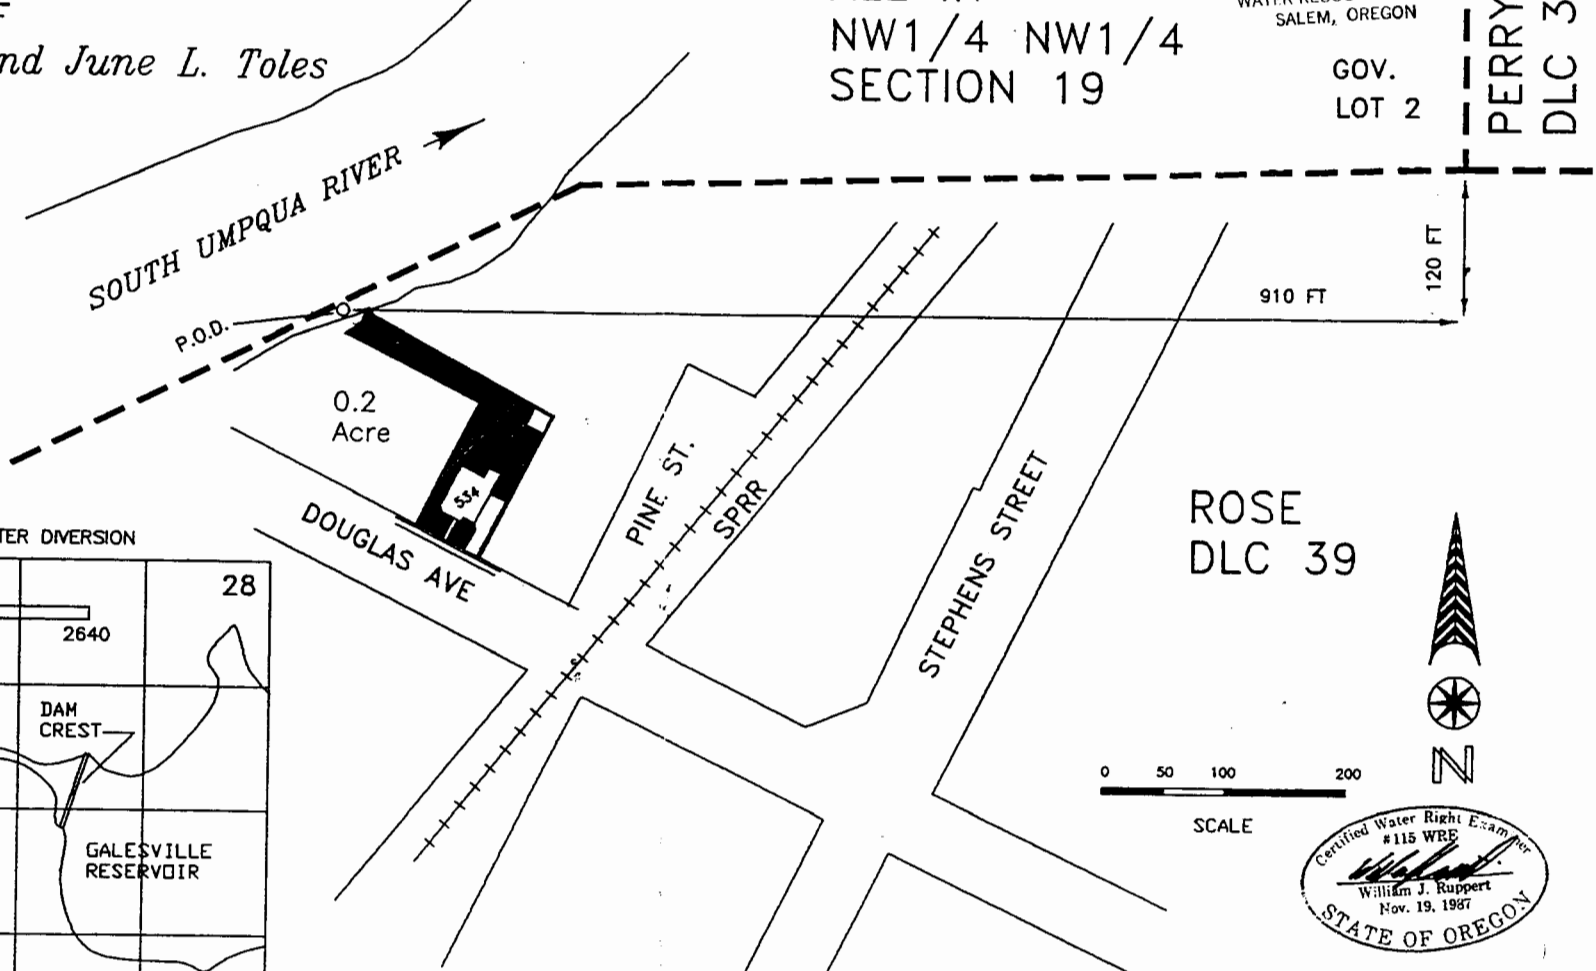 June L. Toles
NW1/4 NW1/4
SECTION 19
SALEM, OREGON
GOV.
LOT 2
PERRY
DLC 3
SOUTH UMPQUA RIVER
P.O.D.
910 FT
120 FT
0.2
Acre
534
DOUGLAS AVE
PINE ST.
SPRR
STEPHENS STREET
ROSE
DLC 39
DIVERSION
28
2640
DAM
CREST
GALESVILLE
RESERVOIR
N
0 50 100 200
SCALE
Certified Water Right Examiner
#115 WRE
William J. Ruppert
Nov. 19, 1987
STATE OF OREGON